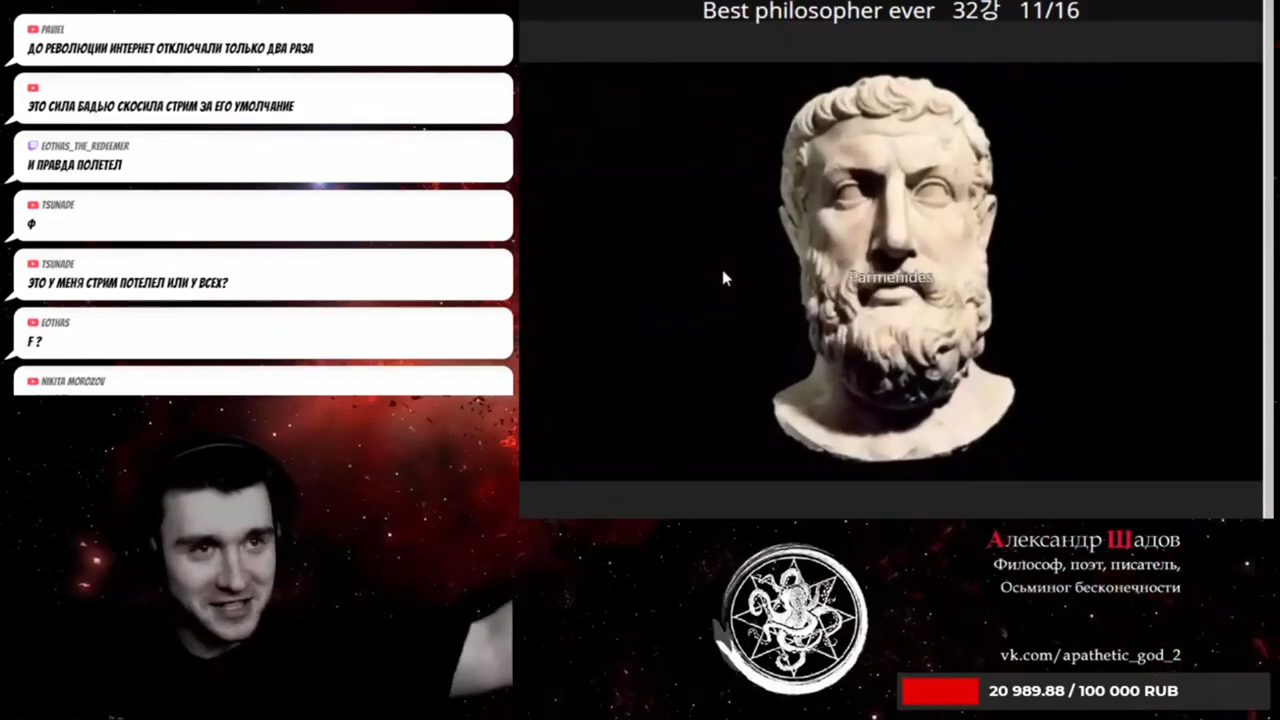 PAVIEL
ДО РЕВОЛЮЦИИ ИНТЕРНЕТ ОТКЛЮЧАЛИ ТОЛЬКО ДВА РАЗА
ЭТО СИЛА БАДЬЮ СКОСИЛА СТРИМ ЗА ЕГО УМОЛЧАНИЕ
EOTHAS_THE_REDEEMER
И ПРАВДА ПОЛЕТЕЛ
TSUNADE
Ф
TSUNADE
ЭТО У МЕНЯ СТРИМ ПОТЕЛЕЛ ИЛИ У ВСЕХ?
EOTHAS
F ?
NIKITA MOROZOV
Best philosopher ever 32강 11/16
Parmenides
Александр Шадов
Философ, поэт, писатель,
Осьминог бесконечности
vk.com/apathetic_god_2
20 989.88 / 100 000 RUB